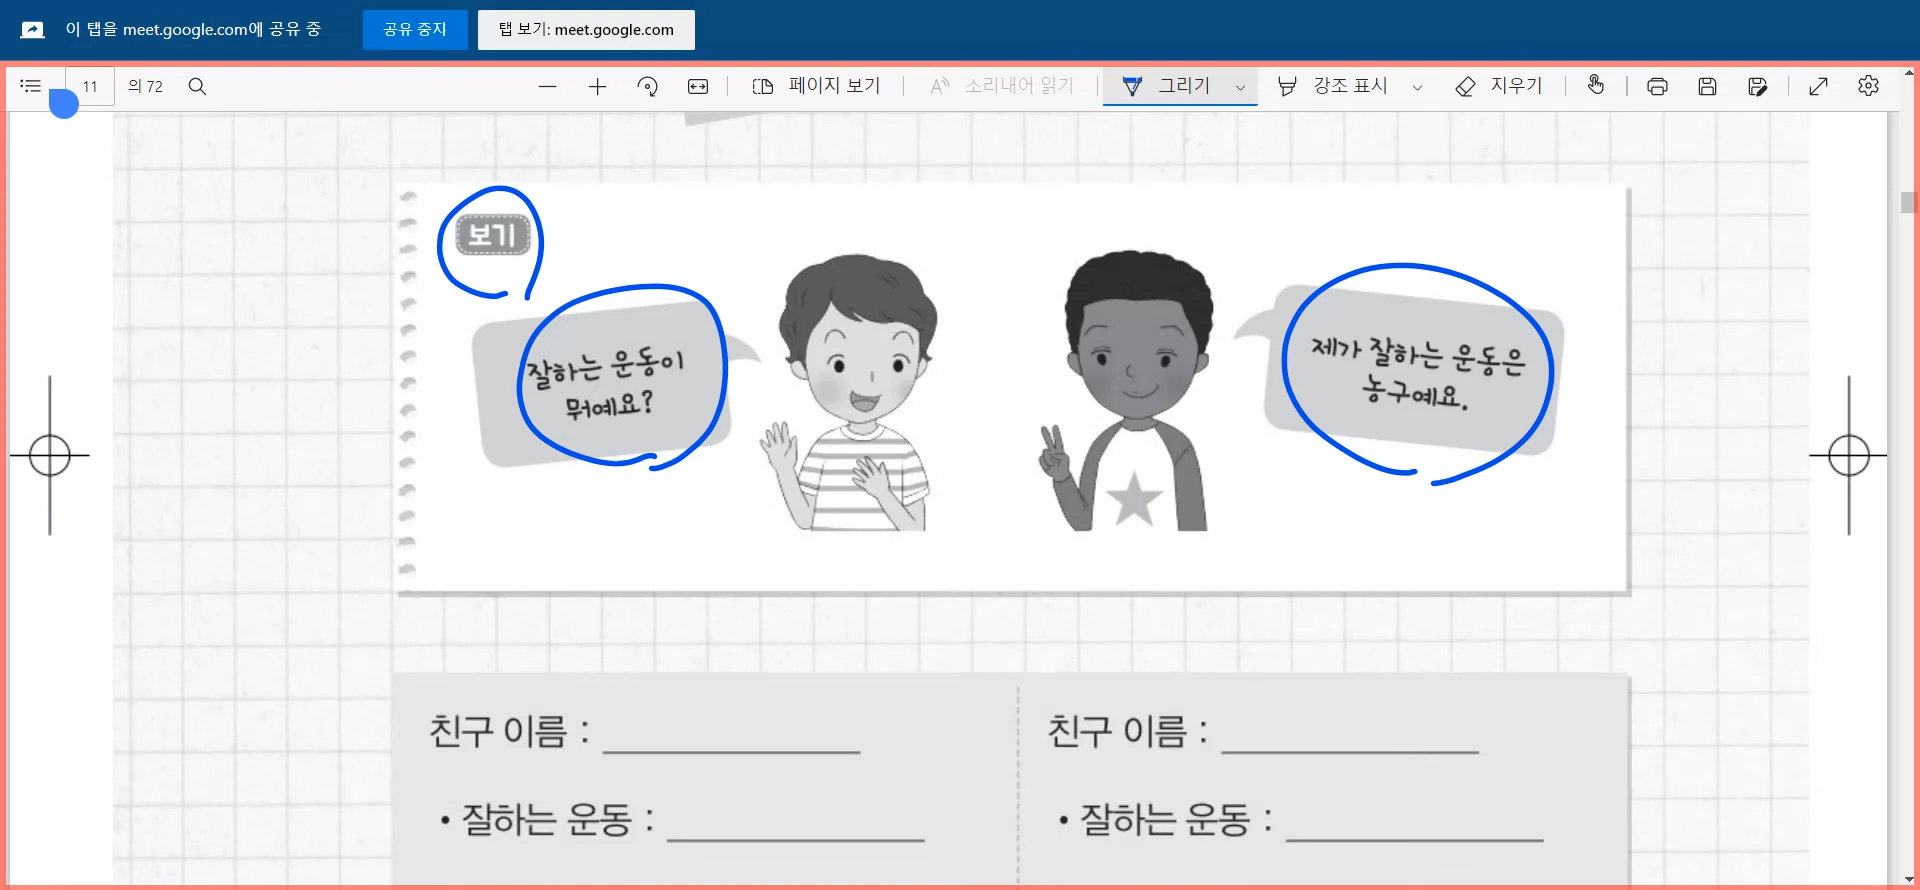 이 탭을 meet.google.com에 공유 중 공유 중지 탭 보기: meet.google.com
11 의 72 페이지 보기 소리내어 읽기 그리기 강조 표시 지우기
보기
잘하는 운동이
뭐예요?
제가 잘하는 운동은
농구예요.
친구 이름 :
• 잘하는 운동 :
친구 이름 :
• 잘하는 운동 :